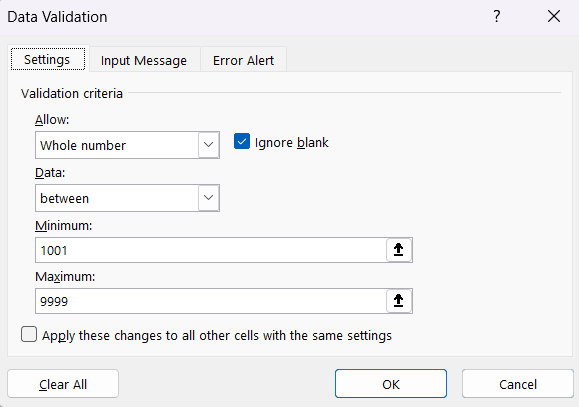 Data Validation ?
Settings Input Message Error Alert
Validation criteria
Allow:
Whole number Ignore blank
Data:
between
Minimum:
1001
Maximum:
9999
Apply these changes to all other cells with the same settings
Clear All OK Cancel